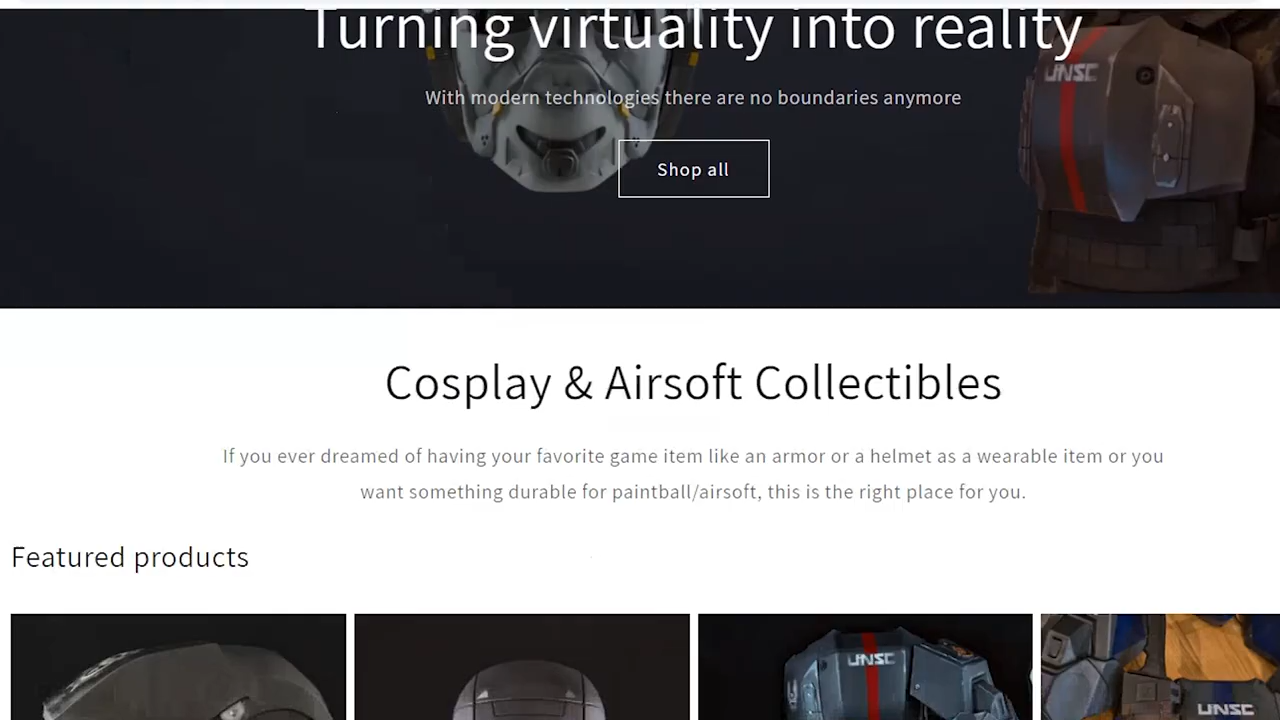 Turning virtuality into reality
UNSC
With modern technologies there are no boundaries anymore
Shop all
Cosplay & Airsoft Collectibles
If you ever dreamed of having your favorite game item like an armor or a helmet as a wearable item or you
want something durable for paintball/airsoft, this is the right place for you.
Featured products
UNSC
UNSC